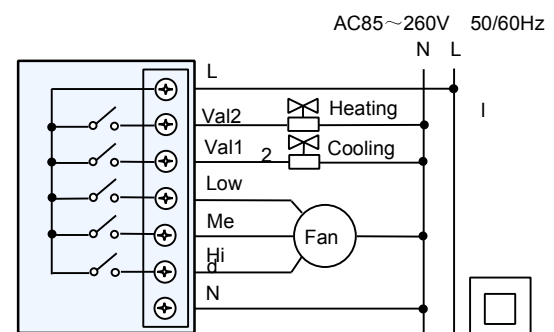 AC85～260V 50/60Hz
N L
L
Val2 Heating
I
Val1 2 Cooling
Low
Me
Fan
Hi
d
N